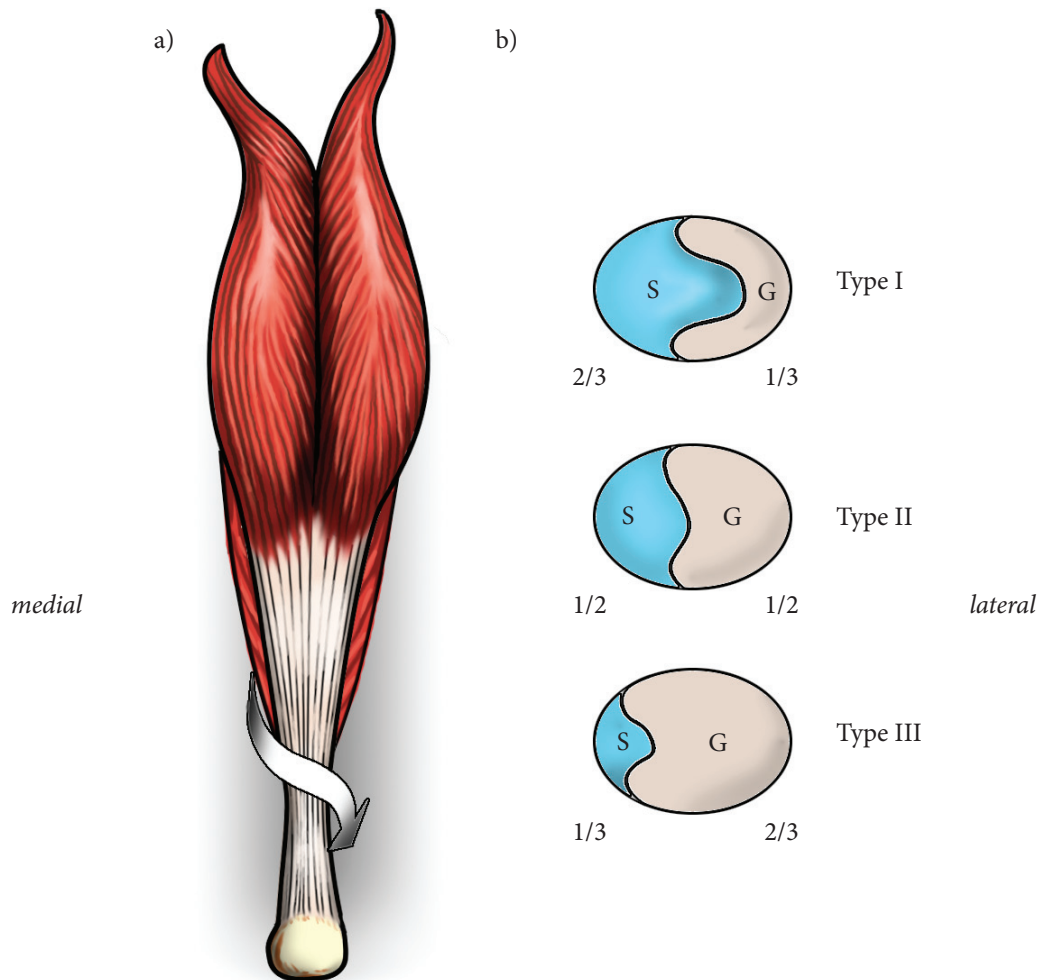 a)
b)
S
G
Type I
2/3
1/3
S
G
Type II
1/2
1/2
medial
lateral
S
G
Type III
1/3
2/3